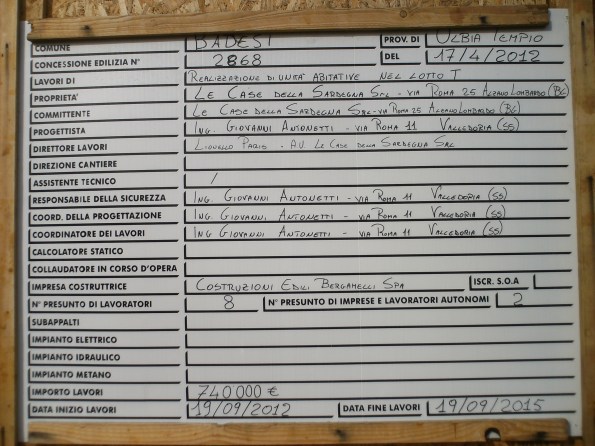 COMUNE BADESI PROV. DI OLBIA TEMPIO
CONCESSIONE EDILIZIA N° 2868 DEL 17/4/2012
LAVORI DI REALIZZAZIONE DI UNITA' ABITATIVE NEL LOTTO T
PROPRIETA' LE CASE DELLA SARDEGNA SRL - VIA ROMA 25 ALZANO LOMBARDO (BG)
COMMITTENTE LE CASE DELLA SARDEGNA SRL - VIA ROMA 25 ALZANO LOMBARDO (BG)
PROGETTISTA ING. GIOVANNI ANTONETTI - VIA ROMA 11 VALLEDORIA (SS)
DIRETTORE LAVORI LIONELLO PARIS - A.U. LE CASE DELLA SARDEGNA SRL
DIREZIONE CANTIERE
ASSISTENTE TECNICO /
RESPONSABILE DELLA SICUREZZA ING. GIOVANNI ANTONETTI - VIA ROMA 11 VALLEDORIA (SS)
COORD. DELLA PROGETTAZIONE ING. GIOVANNI ANTONETTI - VIA ROMA 11 VALLEDORIA (SS)
COORDINATORE DEI LAVORI ING GIOVANNI ANTONETTI - VIA ROMA 11 VALLEDORIA (SS)
CALCOLATORE STATICO
COLLAUDATORE IN CORSO D'OPERA
IMPRESA COSTRUTTRICE COSTRUZIONI EDILI BERGAMELLI SPA ISCR. S.O.A
N° PRESUNTO DI LAVORATORI 8 N° PRESUNTO DI IMPRESE E LAVORATORI AUTONOMI 2
SUBAPPALTI
IMPIANTO ELETTRICO
IMPIANTO IDRAULICO
IMPIANTO METANO
IMPORTO LAVORI 740000 €
DATA INIZIO LAVORI 19/09/2012 DATA FINE LAVORI 19/09/2015